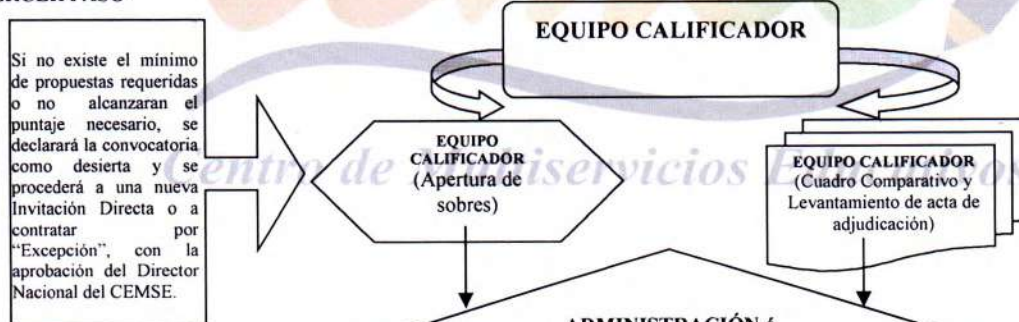 EQUIPO CALIFICADOR
Si no existe el mínimo
de propuestas requeridas
o no alcanzaran el
puntaje necesario, se
declarará la convocatoria
como desierta y se
procederá a una nueva
Invitación Directa o a
contratar por
“Excepción”, con la
aprobación del Director
Nacional del CEMSE.
EQUIPO
CALIFICADOR
(Apertura de
sobres)
EQUIPO CALIFICADOR
(Cuadro Comparativo y
Levantamiento de acta de
adjudicación)
Centro de Multiservicios Educativos
ADMINISTRACIÓN